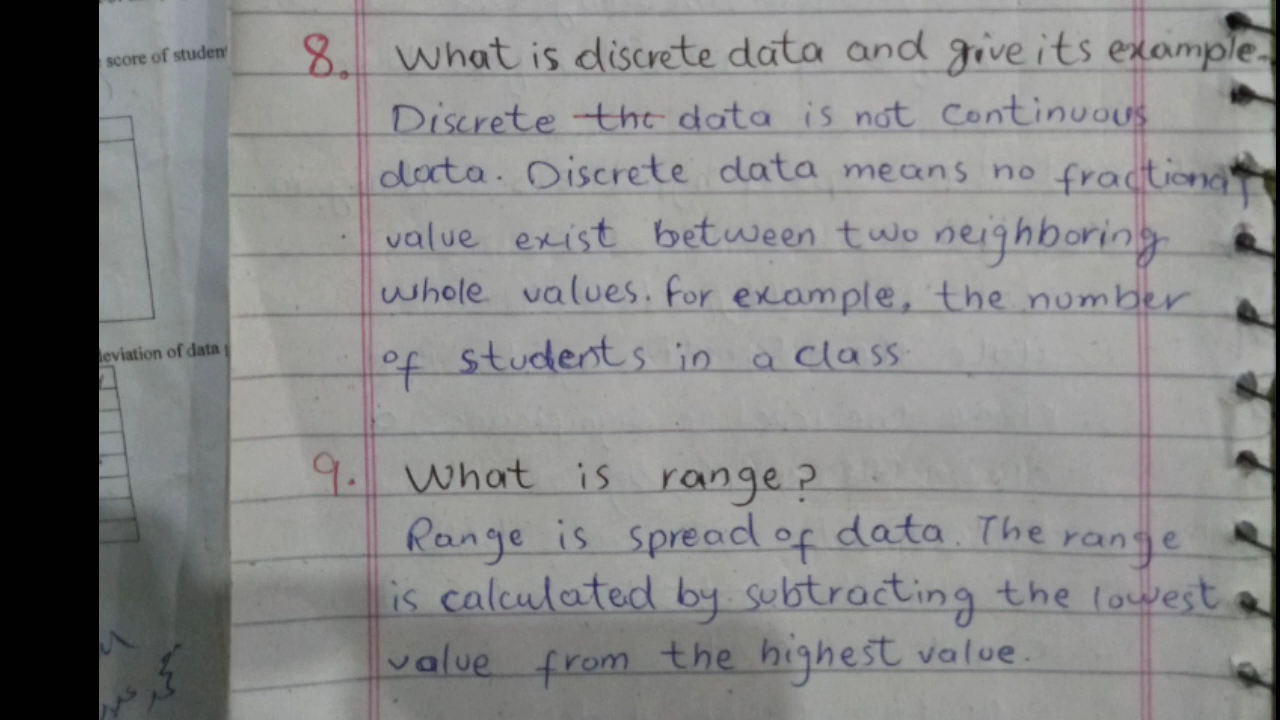 score of studen
8. What is discrete data and give its example.
Discrete the data is not continuous
data. Discrete data means no fractional
value exist between two neighboring
whole values. for example, the number
of students in a class.
leviation of data
9. What is range?
Range is spread of data. The range
is calculated by subtracting the lowest
value from the highest value.